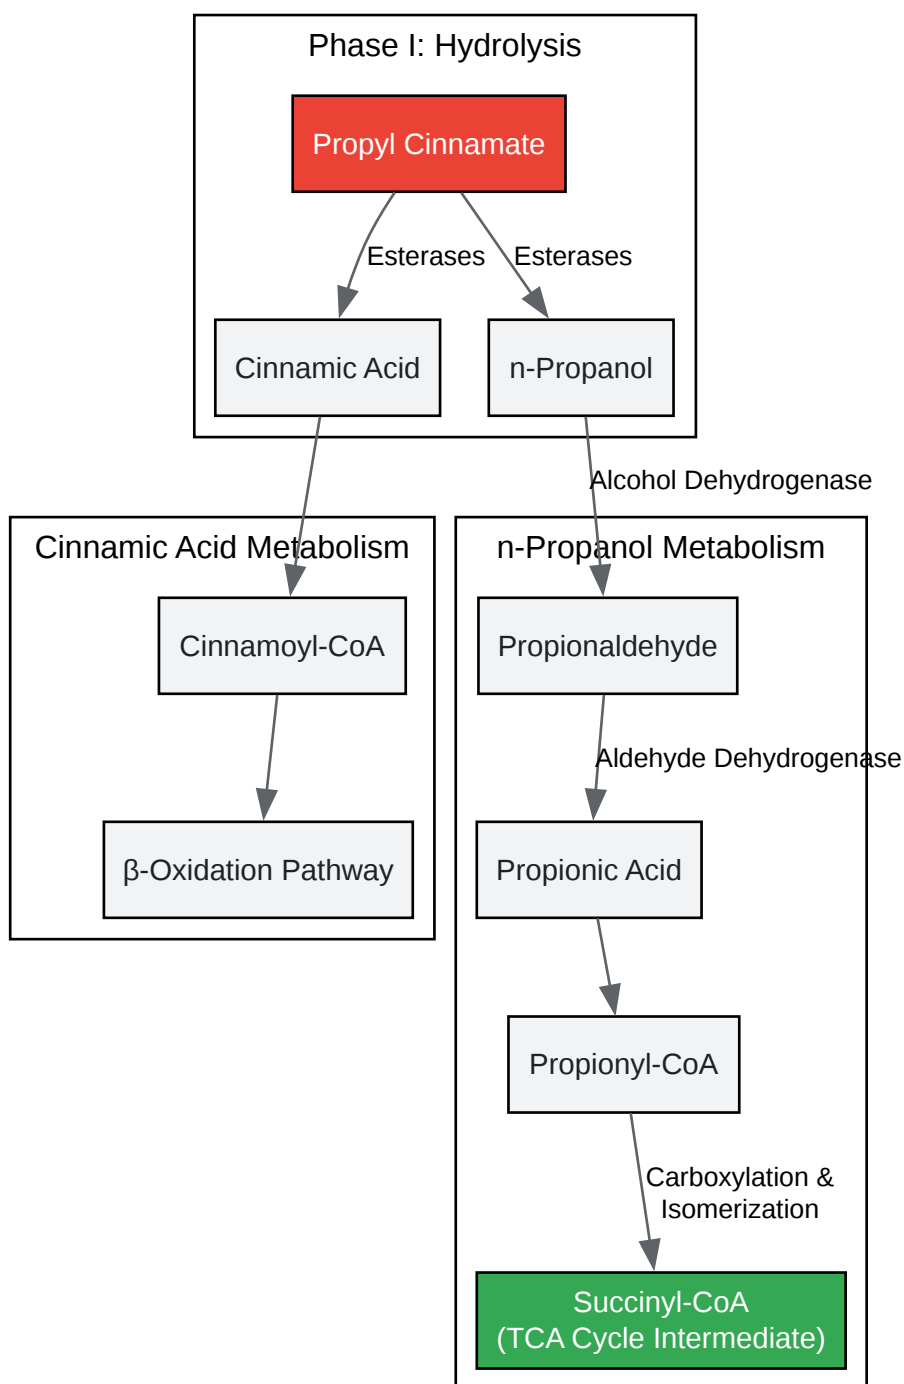 Phase I: Hydrolysis
Propyl Cinnamate
Esterases
Esterases
Cinnamic Acid
n-Propanol
Alcohol Dehydrogenase
Cinnamic Acid Metabolism
n-Propanol Metabolism
Cinnamoyl-CoA
Propionaldehyde
Aldehyde Dehydrogenase
β-Oxidation Pathway
Propionic Acid
Propionyl-CoA
Carboxylation &
Isomerization
Succinyl-CoA
(TCA Cycle Intermediate)